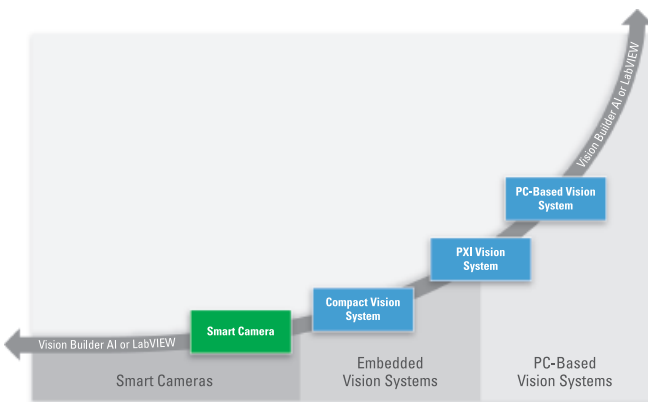 Vision Builder AI or LabVIEW
PC-Based Vision
System
PXI Vision
System
Compact Vision
System
Smart Camera
Vision Builder AI or LabVIEW
Smart Cameras
Embedded
Vision Systems
PC-Based
Vision Systems